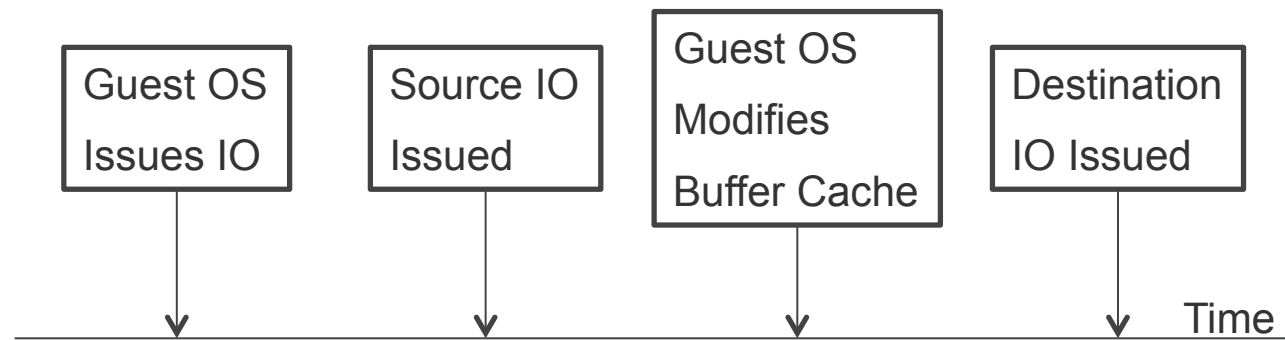 Guest OS
Issues IO
Source IO
Issued
Guest OS
Modifies
Buffer Cache
Destination
IO Issued
Time